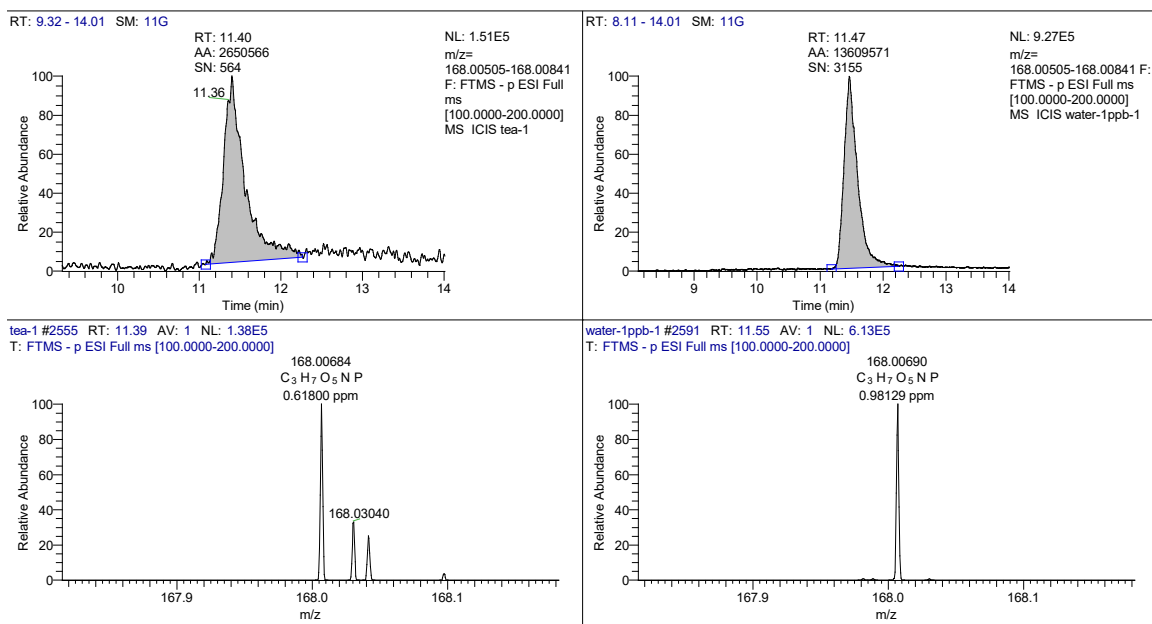 RT: 9.32 - 14.01 SM: 11G
RT: 11.40
AA: 2650566
SN: 564
NL: 1.51E5
m/z=
168.00505-168.00841
F: FTMS - p ESI Full
ms
[100.0000-200.0000]
MS ICIS tea-1
11.36
100
80
60
40
20
0
Relative Abundance
10 11 12 13 14
Time (min)
RT: 8.11 - 14.01 SM: 11G
RT: 11.47
AA: 13609571
SN: 3155
NL: 9.27E5
m/z=
168.00505-168.00841 F:
FTMS - p ESI Full ms
[100.0000-200.0000]
MS ICIS water-1ppb-1
100
80
60
40
20
0
Relative Abundance
9 10 11 12 13 14
Time (min)
tea-1 #2555 RT: 11.39 AV: 1 NL: 1.38E5
T: FTMS - p ESI Full ms [100.0000-200.0000]
168.00684
C₃ H₇ O₅ N P
0.61800 ppm
168.03040
100
80
60
40
20
0
Relative Abundance
167.9 168.0 168.1
m/z
water-1ppb-1 #2591 RT: 11.55 AV: 1 NL: 6.13E5
T: FTMS - p ESI Full ms [100.0000-200.0000]
168.00690
C₃ H₇ O₅ N P
0.98129 ppm
100
80
60
40
20
0
Relative Abundance
167.9 168.0 168.1
m/z